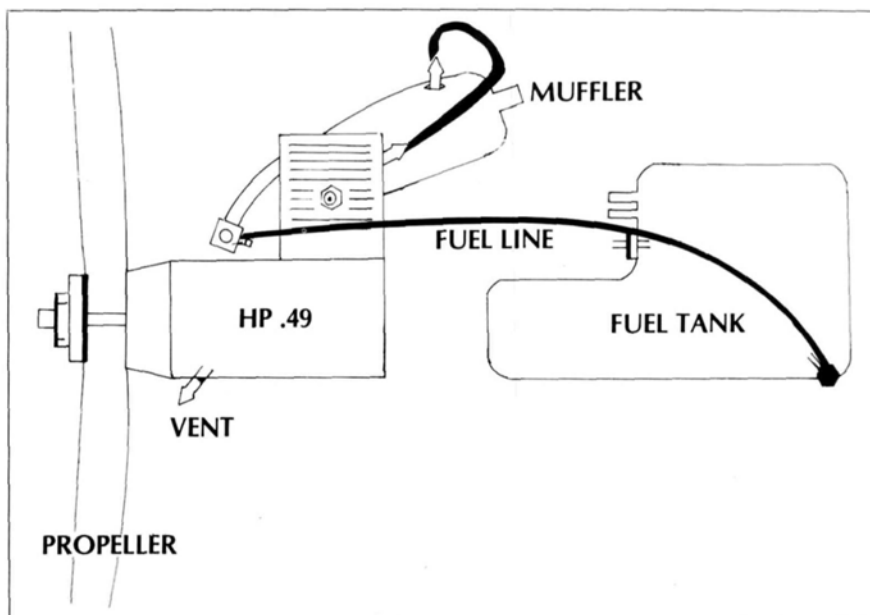 MUFFLER
FUEL LINE
HP .49
FUEL TANK
VENT
PROPELLER